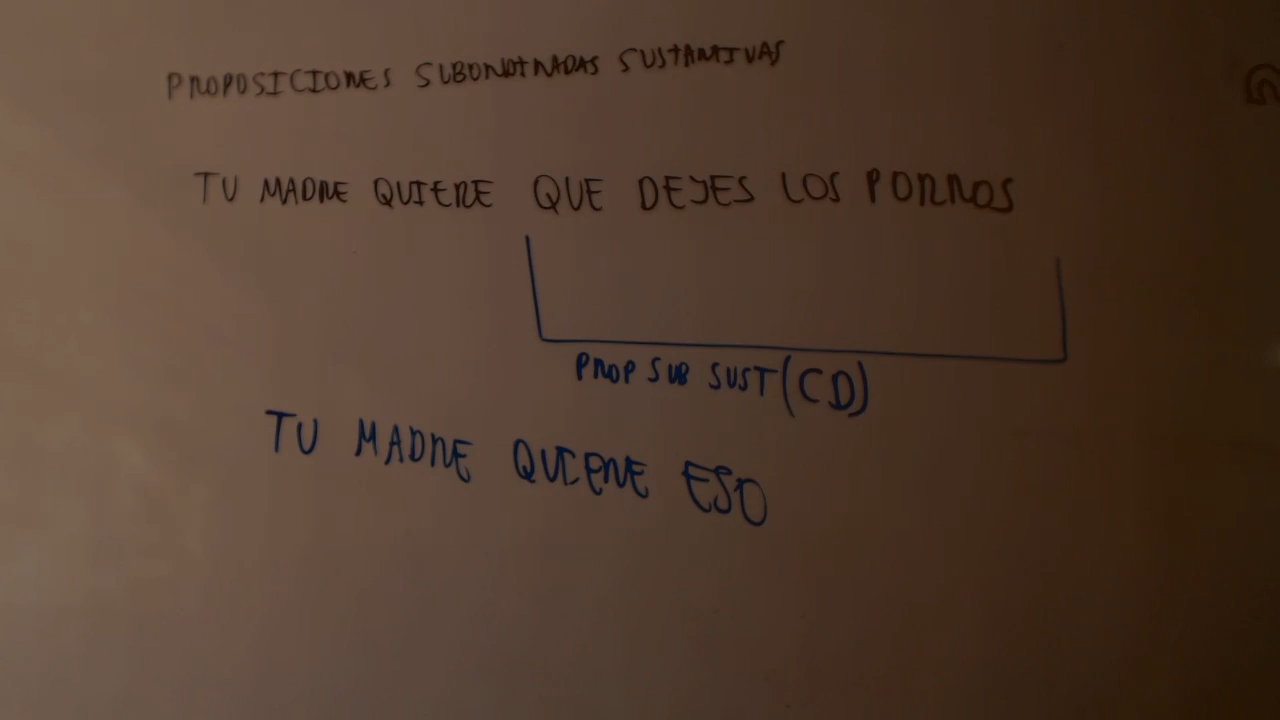 PROPOSICIONES SUBORDINADAS SUSTANTIVAS
TU MADRE QUIERE QUE DEJES LOS PORROS
PROP SUB SUST (CD)
TU MADRE QUIERE ESO